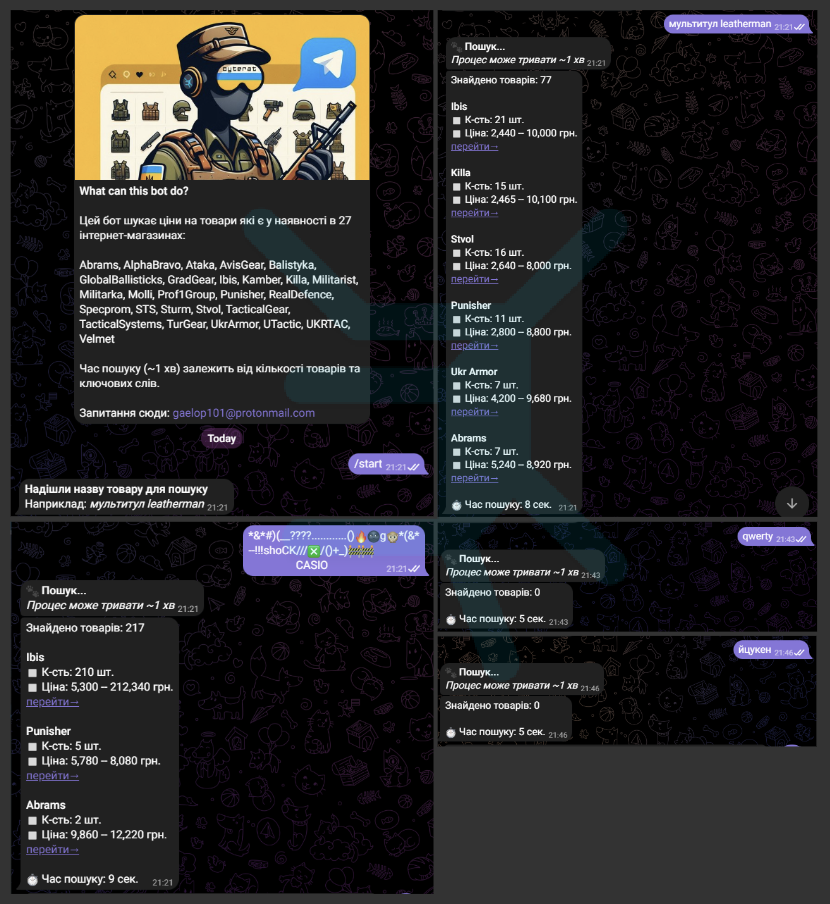 cyterat
What can this bot do?
Цей бот шукає ціни на товари які є у наявності в 27
інтернет-магазинах:
Abrams, AlphaBravo, Ataka, AvisGear, Balistyka,
GlobalBallisticks, GradGear, Ibis, Kamber, Killa, Militarist,
Militarka, Molli, Prof1Group, Punisher, RealDefence,
Specprom, STS, Sturm, Stvol, TacticalGear,
TacticalSystems, TurGear, UkrArmor, UTactic, UKRTAC,
Velmet
Час пошуку (~1 хв) залежить від кількості товарів та
ключових слів.
Запитання сюди: gaelop101@protonmail.com
Today
/start 21:21
Надішли назву товару для пошуку
Наприклад: мультитул leatherman 21:21
мультитул leatherman 21:21
Пошук...
Процес може тривати ~1 хв 21:21
Знайдено товарів: 77
Ibis
К-сть: 21 шт.
Ціна: 2,440 – 10,000 грн.
перейти→
Killa
К-сть: 15 шт.
Ціна: 2,465 – 10,100 грн.
перейти→
Stvol
К-сть: 16 шт.
Ціна: 2,640 – 8,000 грн.
перейти→
Punisher
К-сть: 11 шт.
Ціна: 2,800 – 8,800 грн.
перейти→
Ukr Armor
К-сть: 7 шт.
Ціна: 4,200 – 9,680 грн.
перейти→
Abrams
К-сть: 7 шт.
Ціна: 5,240 – 8,920 грн.
перейти→
Час пошуку: 8 сек. 21:21
*&*#)(__????............()🔥🌚g👴*(&*
--!!!shoCK///❎/()+_)🚧🚧
CASIO 21:21
Пошук...
Процес може тривати ~1 хв 21:21
Знайдено товарів: 217
Ibis
К-сть: 210 шт.
Ціна: 5,300 – 212,340 грн.
перейти→
Punisher
К-сть: 5 шт.
Ціна: 5,780 – 8,080 грн.
перейти→
Abrams
К-сть: 2 шт.
Ціна: 9,860 – 12,220 грн.
перейти→
Час пошуку: 9 сек. 21:21
qwerty 21:43
Пошук...
Процес може тривати ~1 хв 21:43
Знайдено товарів: 0
Час пошуку: 5 сек. 21:43
йцукен 21:46
Пошук...
Процес може тривати ~1 хв 21:46
Знайдено товарів: 0
Час пошуку: 5 сек. 21:46